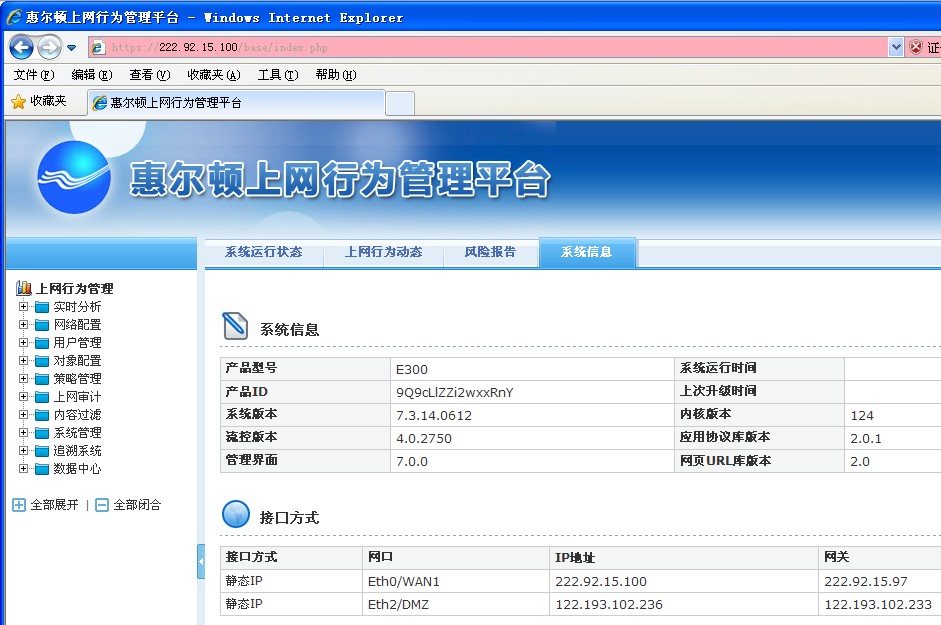 惠尔顿上网行为管理平台 - Windows Internet Explorer
https://222.92.15.100/base/index.php
文件(F) 编辑(E) 查看(V) 收藏夹(A) 工具(T) 帮助(H)
收藏夹 惠尔顿上网行为管理平台
惠尔顿上网行为管理平台
系统运行状态 上网行为动态 风险报告 系统信息
上网行为管理
实时分析
网络配置
用户管理
对象配置
策略管理
上网审计
内容过滤
系统管理
追溯系统
数据中心
全部展开 | 全部闭合
系统信息
产品型号 E300 系统运行时间
产品ID 9Q9cLlZZi2wxxRnY 上次升级时间
系统版本 7.3.14.0612 内核版本 124
流控版本 4.0.2750 应用协议库版本 2.0.1
管理界面 7.0.0 网页URL库版本 2.0
接口方式
接口方式 网口 IP地址 网关
静态IP Eth0/WAN1 222.92.15.100 222.92.15.97
静态IP Eth2/DMZ 122.193.102.236 122.193.102.233